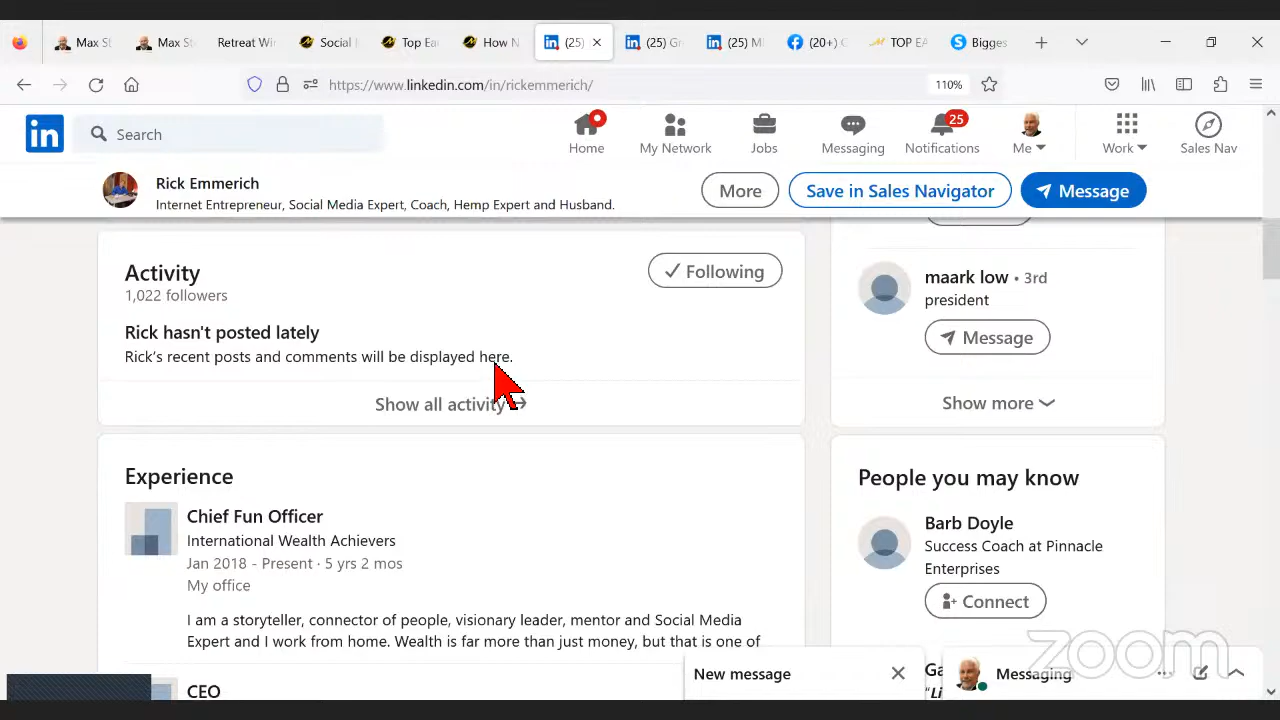 Max St
Max St
Retreat Wi
Social
Top Ea
How N
(25)
(25) G
(25) M
(20+)
TOP EA
Bigges
https://www.linkedin.com/in/rickemmerich/
110%
in
Search
Home
My Network
Jobs
Messaging
25
Notifications
Me
Work
Sales Nav
Rick Emmerich
Internet Entrepreneur, Social Media Expert, Coach, Hemp Expert and Husband.
More
Save in Sales Navigator
Message
Activity
1,022 followers
Following
Rick hasn't posted lately
Rick's recent posts and comments will be displayed here.
Show all activity
maark low • 3rd
president
Message
Show more
Experience
Chief Fun Officer
International Wealth Achievers
Jan 2018 - Present · 5 yrs 2 mos
My office
I am a storyteller, connector of people, visionary leader, mentor and Social Media
Expert and I work from home. Wealth is far more than just money, but that is one of
CEO
People you may know
Barb Doyle
Success Coach at Pinnacle
Enterprises
Connect
Ga
"Li
New message
Messaging
zoom